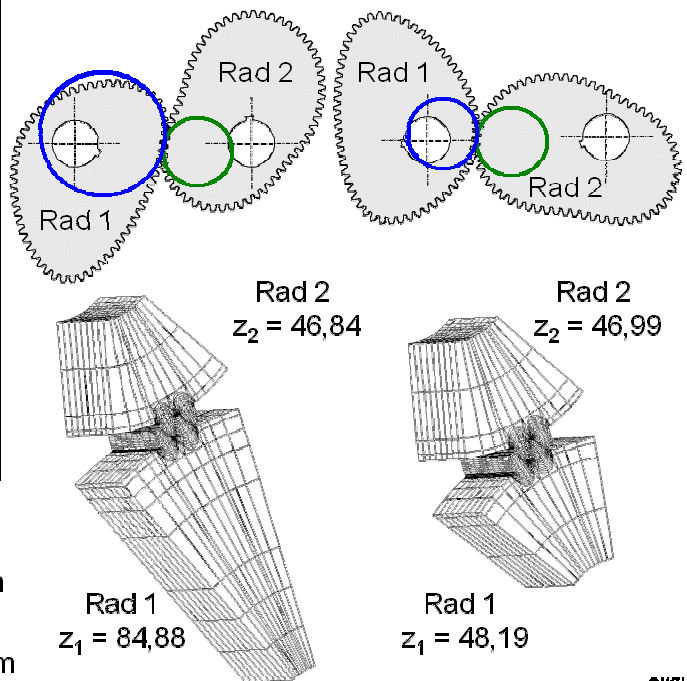 Rad 2
Rad 1
Rad 1
Rad 2
Rad 2
z₂ = 46,84
Rad 2
z₂ = 46,99
Rad 1
z₁ = 84,88
Rad 1
z₁ = 48,19
m